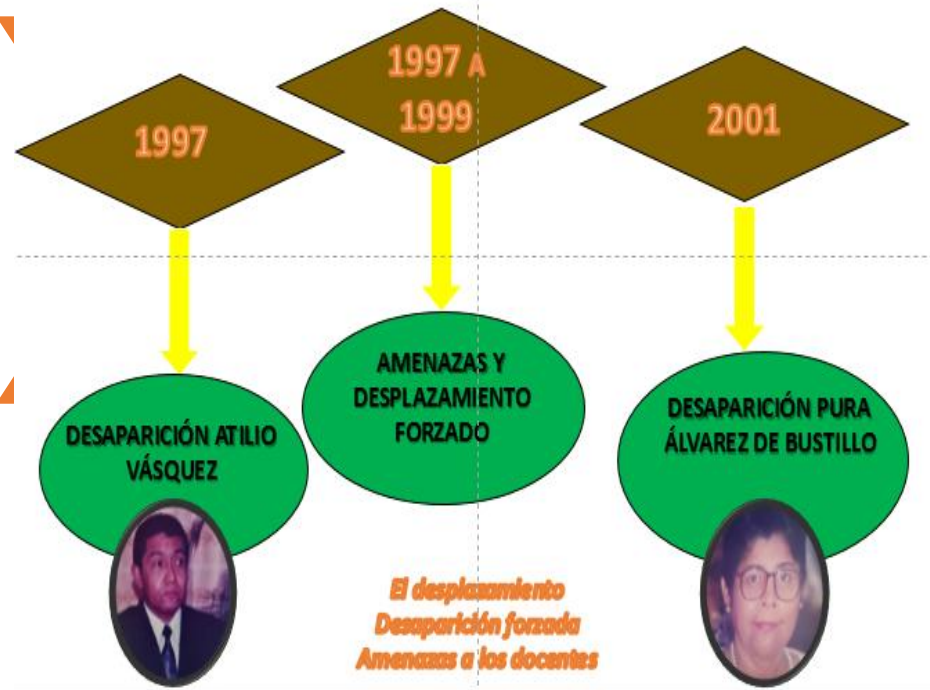 1997
1997 A
1999
2001
DESAPARICIÓN ATILIO
VÁSQUEZ
AMENAZAS Y
DESPLAZAMIENTO
FORZADO
DESAPARICIÓN PURA
ÁLVAREZ DE BUSTILLO
El desplazamiento
Desaparición forzada
Amenazas a los docentes